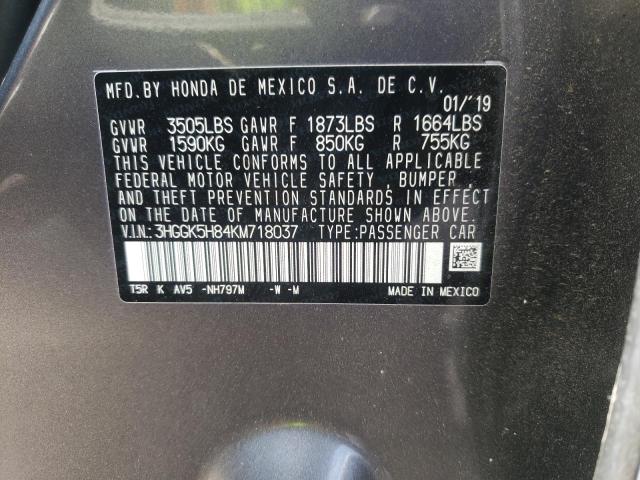 MFD.BY HONDA DE MEXICO S.A. DE C.V.
01/'19
GVWR 3505LBS GAWR F 1873LBS R 1664LBS
GVWR 1590KG GAWR F 850KG R 755KG
THIS VEHICLE CONFORMS TO ALL APPLICABLE
FEDERAL MOTOR VEHICLE SAFETY , BUMPER ,
AND THEFT PREVENTION STANDARDS IN EFFECT
ON THE DATE OF MANUFACTURE SHOWN ABOVE.
V.I.N.:3HGGK5H84KM718037 TYPE:PASSENGER CAR
T5R K AV5 -NH797M -W -M MADE IN MEXICO